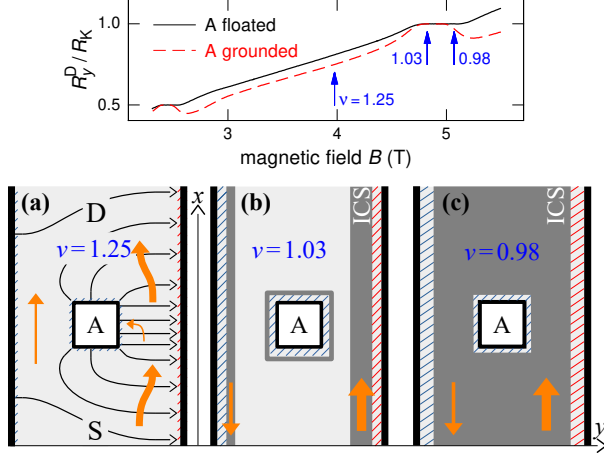 1.0
A floated
A grounded
R_y^D / R_K
1.03
0.98
ν = 1.25
0.5
3
4
5
magnetic field B (T)
(a)
D
x
(b)
ICS
(c)
ICS
ν=1.25
ν=1.03
ν=0.98
A
A
A
S
y